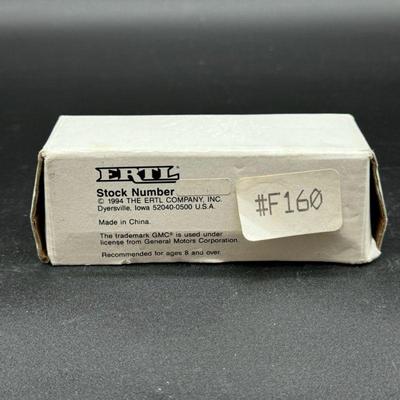 ERTL
Stock Number
© 1994 THE ERTL COMPANY, INC.
Dyersville, Iowa 52040-0500 U.S.A.
Made in China.
The trademark GMC® is used under
license from General Motors Corporation.
Recommended for ages 8 and over.
#F160